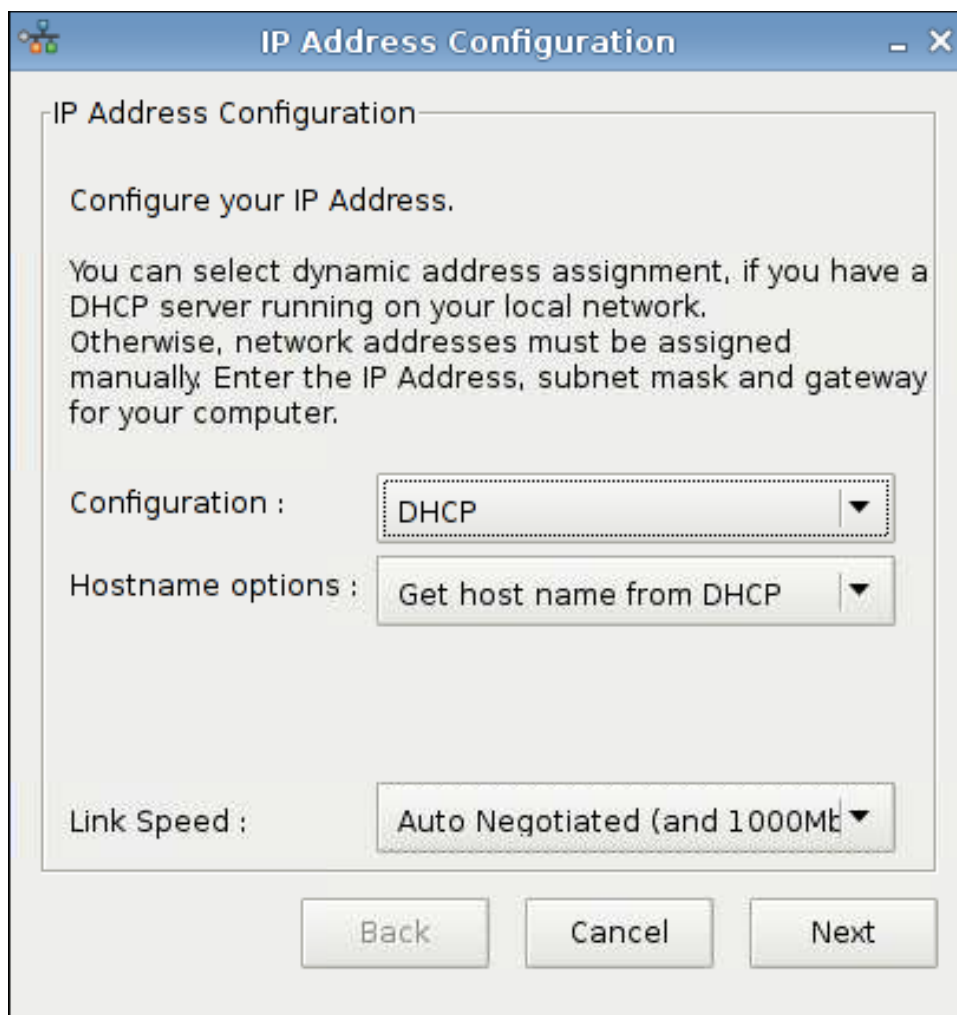 IP Address Configuration
IP Address Configuration
Configure your IP Address.
You can select dynamic address assignment, if you have a
DHCP server running on your local network.
Otherwise, network addresses must be assigned
manually. Enter the IP Address, subnet mask and gateway
for your computer.
Configuration :
DHCP
Hostname options :
Get host name from DHCP
Link Speed :
Auto Negotiated (and 1000Mb
Back
Cancel
Next